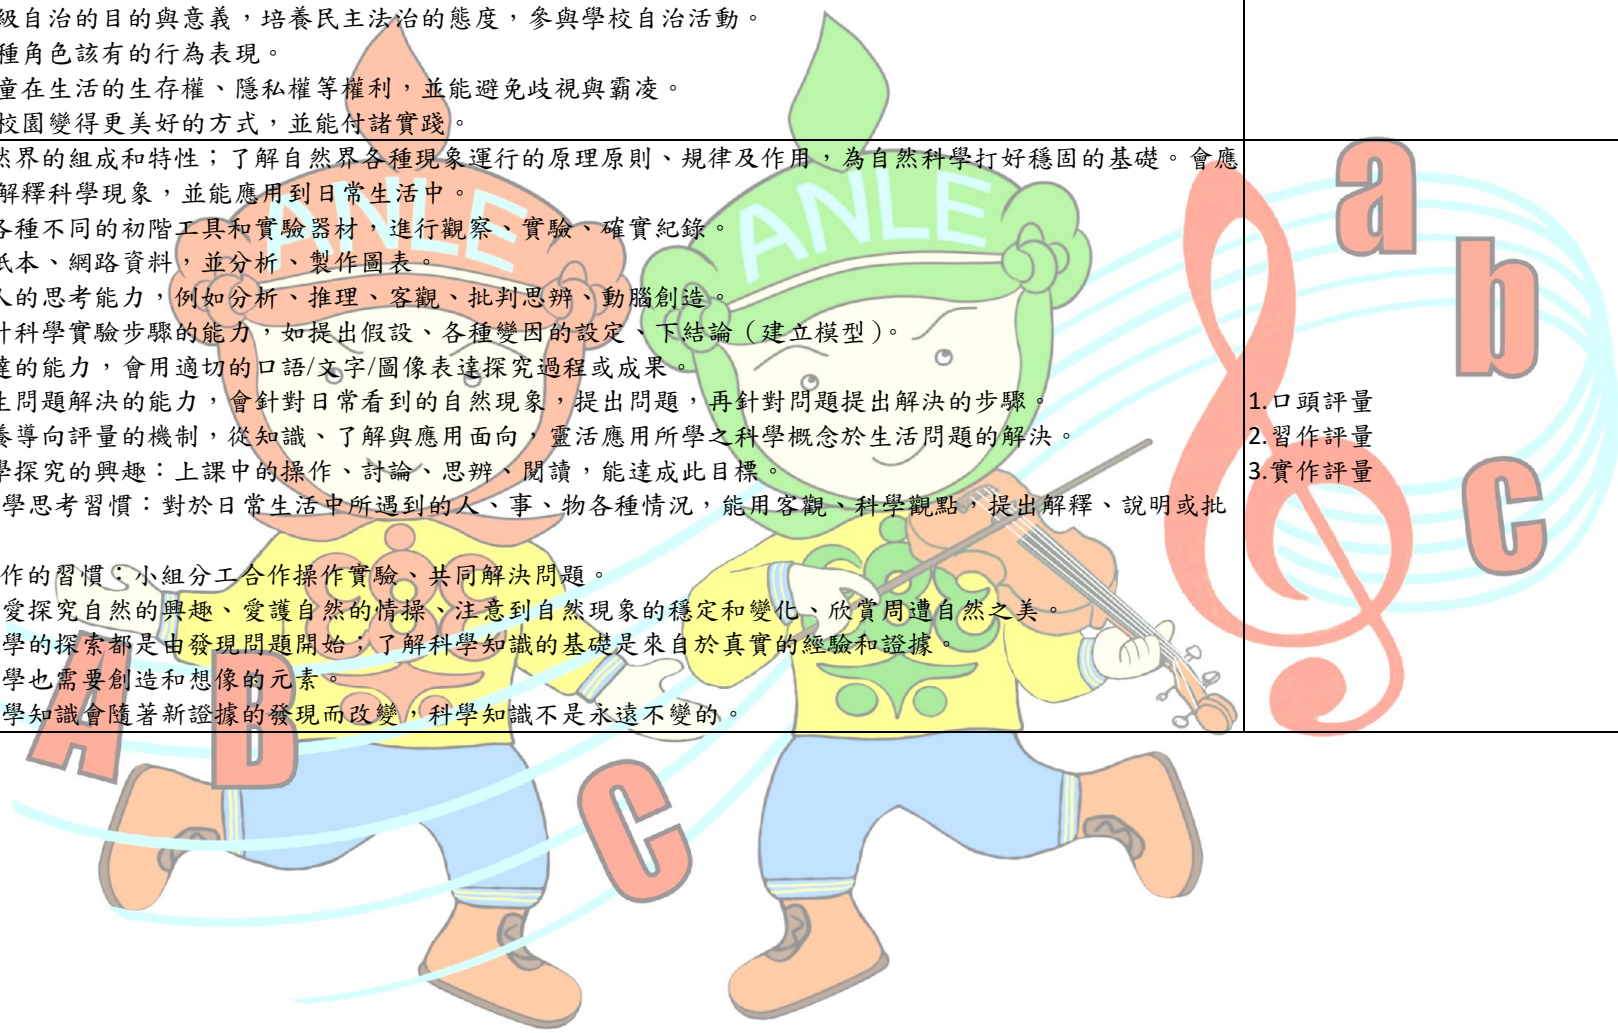 級自治的目的與意義，培養民主法治的態度，參與學校自治活動。
種角色該有的行為表現。
童在生活的生存權、隱私權等權利，並能避免歧視與霸凌。
校園變得更美好的方式，並能付諸實踐。
然界的組成和特性；了解自然界各種現象運行的原理原則、規律及作用，為自然科學打好穩固的基礎。會應
解釋科學現象，並能應用到日常生活中。
各種不同的初階工具和實驗器材，進行觀察、實驗、確實紀錄。
紙本、網路資料，並分析、製作圖表。
人的思考能力，例如分析、推理、客觀、批判思辨、動腦創造。
計科學實驗步驟的能力，如提出假設、各種變因的設定、下結論（建立模型）。
達的能力，會用適切的口語/文字/圖像表達探究過程或成果。
生問題解決的能力，會針對日常看到的自然現象，提出問題，再針對問題提出解決的步驟。
養導向評量的機制，從知識、了解與應用面向，靈活應用所學之科學概念於生活問題的解決。
學探究的興趣：上課中的操作、討論、思辨、閱讀，能達成此目標。
學思考習慣：對於日常生活中所遇到的人、事、物各種情況，能用客觀、科學觀點，提出解釋、說明或批
作的習慣：小組分工合作操作實驗、共同解決問題。
愛探究自然的興趣、愛護自然的情操、注意到自然現象的穩定和變化、欣賞周遭自然之美。
學的探索都是由發現問題開始；了解科學知識的基礎是來自於真實的經驗和證據。
學也需要創造和想像的元素。
學知識會隨著新證據的發現而改變，科學知識不是永遠不變的。
1.口頭評量
2.習作評量
3.實作評量
ANLE
ANLE
A
B
C
a
b
c